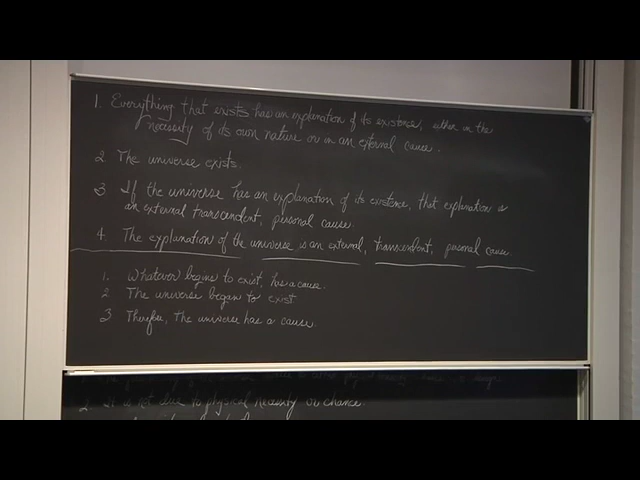 1. Everything that exists has an explanation of its existence, either in the
necessity of its own nature or in an external cause.
2 The universe exists.
3 If the universe has an explanation of its existence, that explanation is
an external transcendent, personal cause.
4. The explanation of the universe is an external, transcendent, personal cause.
1. Whatever begins to exist, has a cause.
2 The universe began to exist
3 Therefore, the universe has a cause.
2. It is not due to physical necessity or chance.